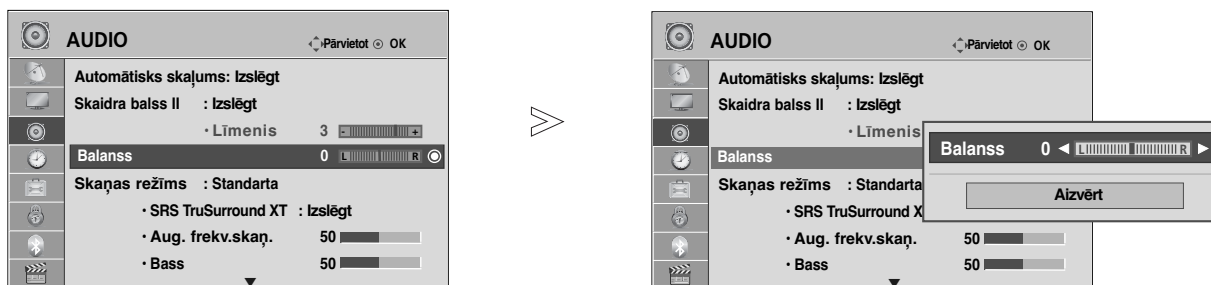 AUDIO Pārvietot OK
Automātisks skaļums: Izslēgt
Skaidra balss II : Izslēgt
• Līmenis 3 - +
Balanss 0 L R
Skaņas režīms : Standarta
• SRS TruSurround XT : Izslēgt
• Aug. frekv.skaņ. 50
• Bass 50
AUDIO Pārvietot OK
Automātisks skaļums: Izslēgt
Skaidra balss II : Izslēgt
• Līmenis
Balanss
Skaņas režīms : Standarta
• SRS TruSurround X
• Aug. frekv.skaņ. 50
• Bass 50
Balanss 0 L R
Aizvērt